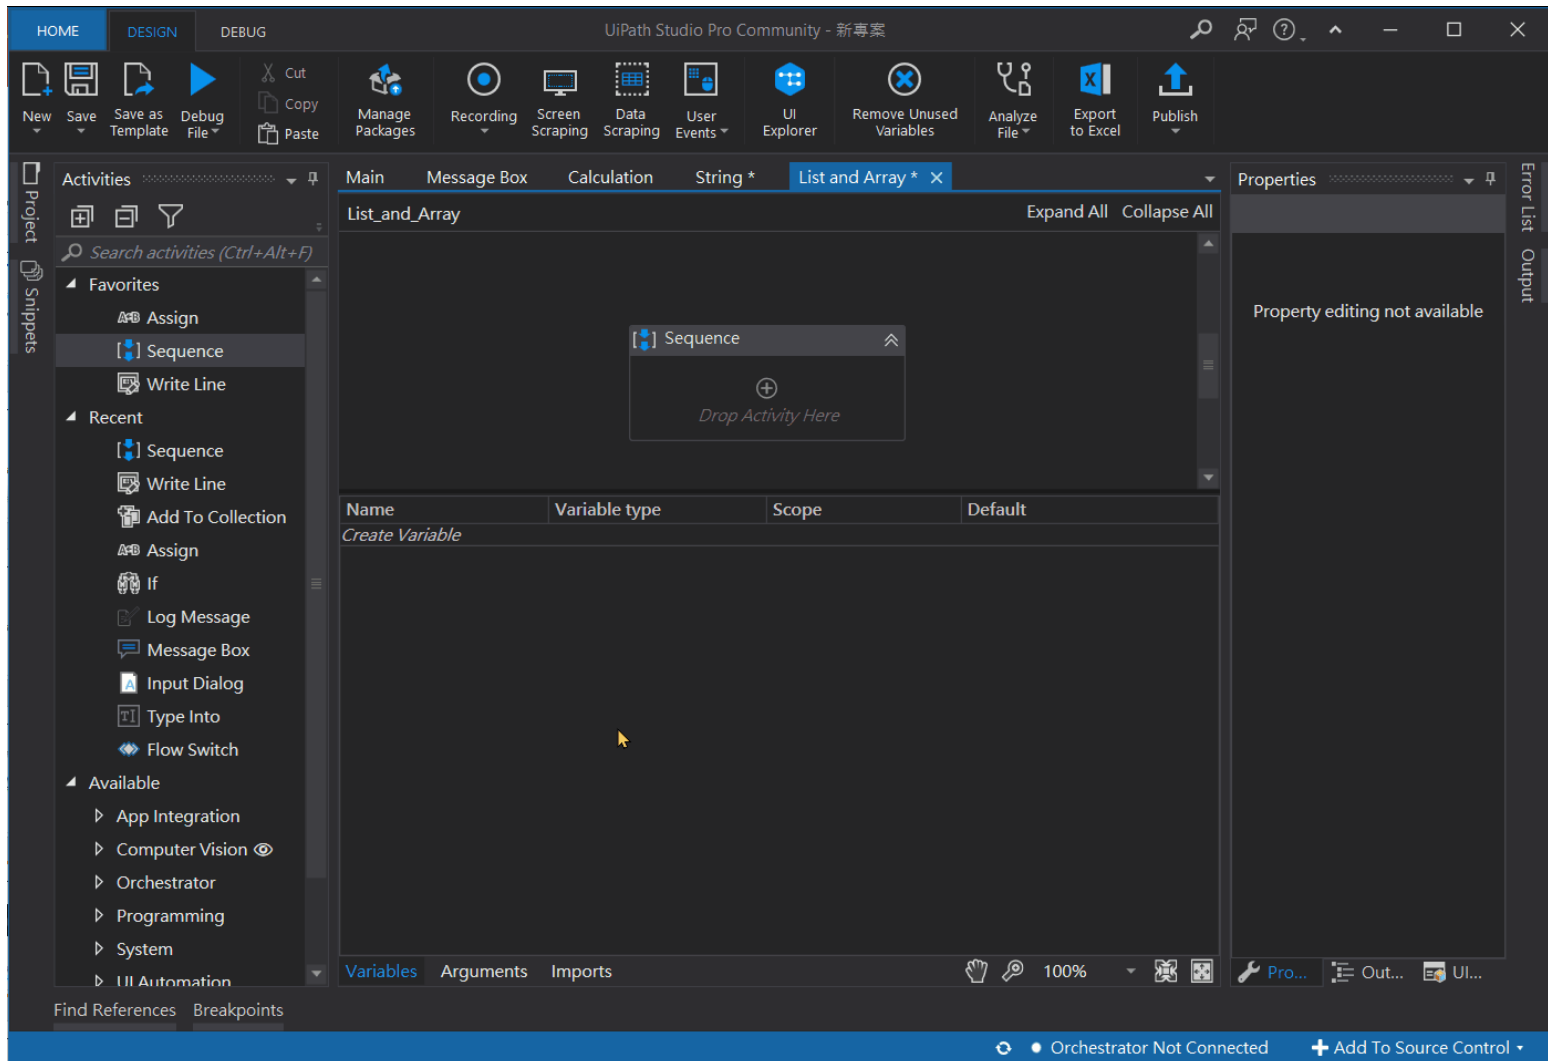 HOME DESIGN DEBUG UiPath Studio Pro Community - 新專案
New Save Save as Template Debug File Cut Copy Paste Manage Packages Recording Screen Scraping Data Scraping User Events UI Explorer Remove Unused Variables Analyze File Export to Excel Publish
Project
Snippets
Activities
Search activities (Ctrl+Alt+F)
Favorites
Assign
Sequence
Write Line
Recent
Sequence
Write Line
Add To Collection
Assign
If
Log Message
Message Box
Input Dialog
Type Into
Flow Switch
Available
App Integration
Computer Vision
Orchestrator
Programming
System
UI Automation
Find References Breakpoints
Main Message Box Calculation String * List and Array *
List_and_Array Expand All Collapse All
Sequence
Drop Activity Here
Name Variable type Scope Default
Create Variable
Variables Arguments Imports 100%
Properties
Property editing not available
Pro... Out... UI...
Error List
Output
Orchestrator Not Connected Add To Source Control